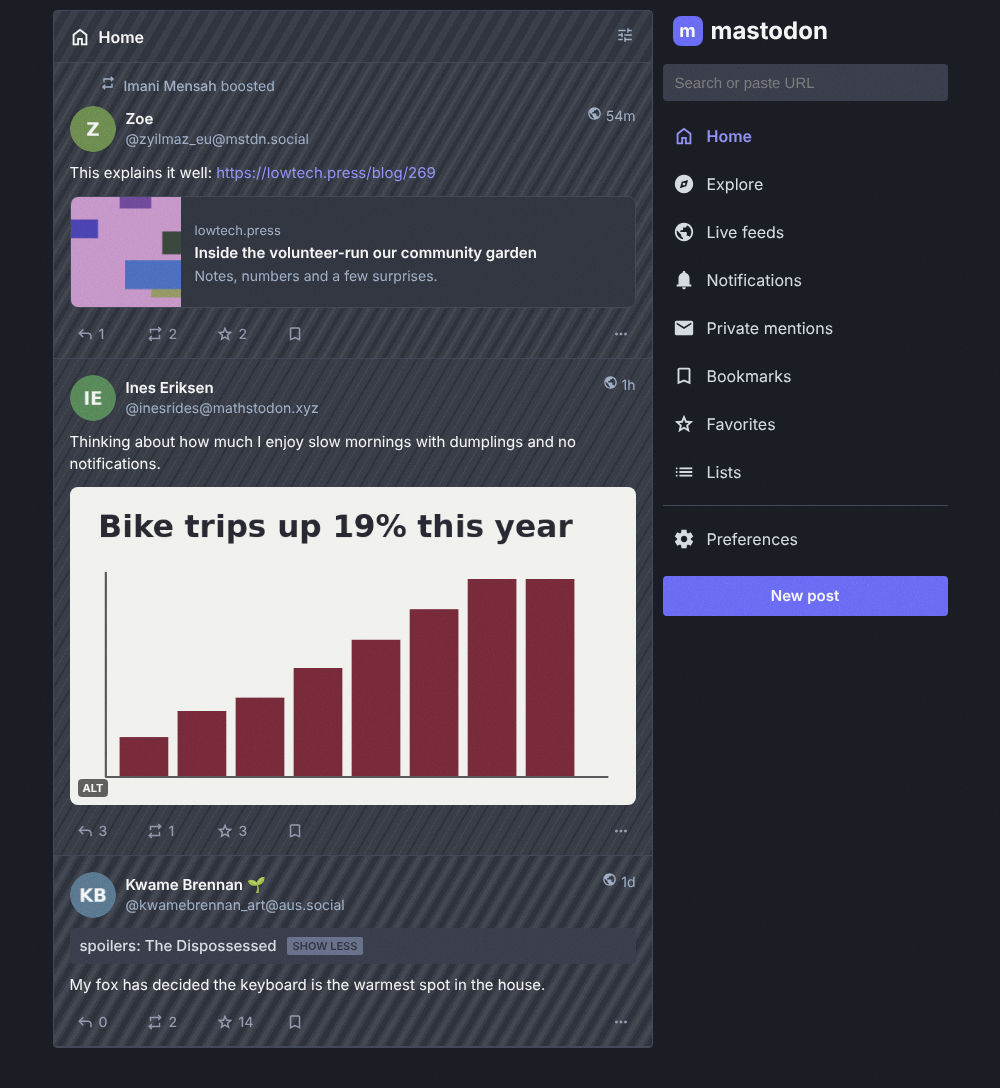 Home
Imani Mensah boosted
Z
Zoe
54m
@zyilmaz_eu@mstdn.social
This explains it well: https://lowtech.press/blog/269
lowtech.press
Inside the volunteer-run our community garden
Notes, numbers and a few surprises.
1
2
2
IE
Ines Eriksen
1h
@inesrides@mathstodon.xyz
Thinking about how much I enjoy slow mornings with dumplings and no
notifications.
Bike trips up 19% this year
ALT
3
1
3
KB
Kwame Brennan 🌱
1d
@kwamebrennan_art@aus.social
spoilers: The Dispossessed SHOW LESS
My fox has decided the keyboard is the warmest spot in the house.
0
2
14
m mastodon
Search or paste URL
Home
Explore
Live feeds
Notifications
Private mentions
Bookmarks
Favorites
Lists
Preferences
New post